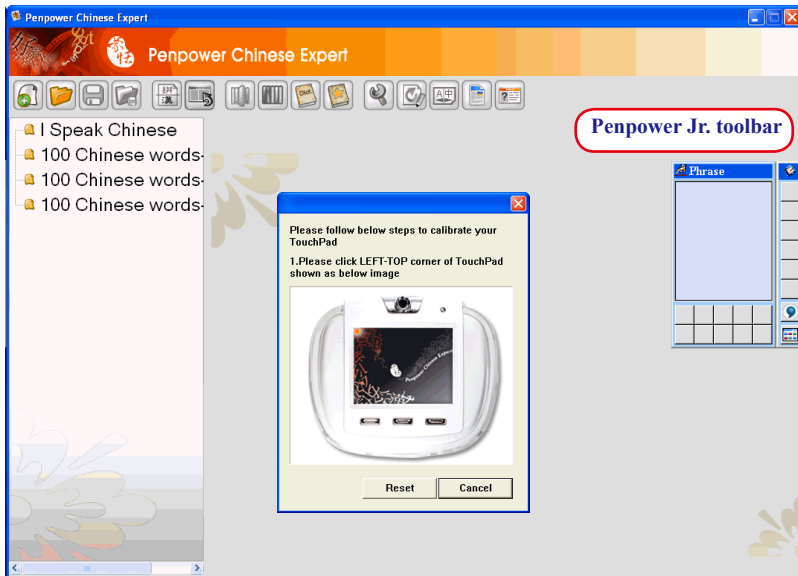 Penpower Chinese Expert
Penpower Chinese Expert
I Speak Chinese
100 Chinese words-
100 Chinese words-
100 Chinese words-
Penpower Jr. toolbar
Phrase
Please follow below steps to calibrate your
TouchPad
1.Please click LEFT-TOP corner of TouchPad
shown as below image
Penpower Chinese Expert
Reset
Cancel